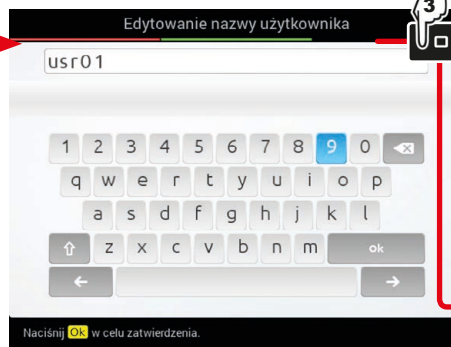 Edytowanie nazwy użytkownika
3
usr01
1 2 3 4 5 6 7 8 9 0
q w e r t y u i o p
a s d f g h j k l
z x c v b n m ok
Naciśnij Ok w celu zatwierdzenia.